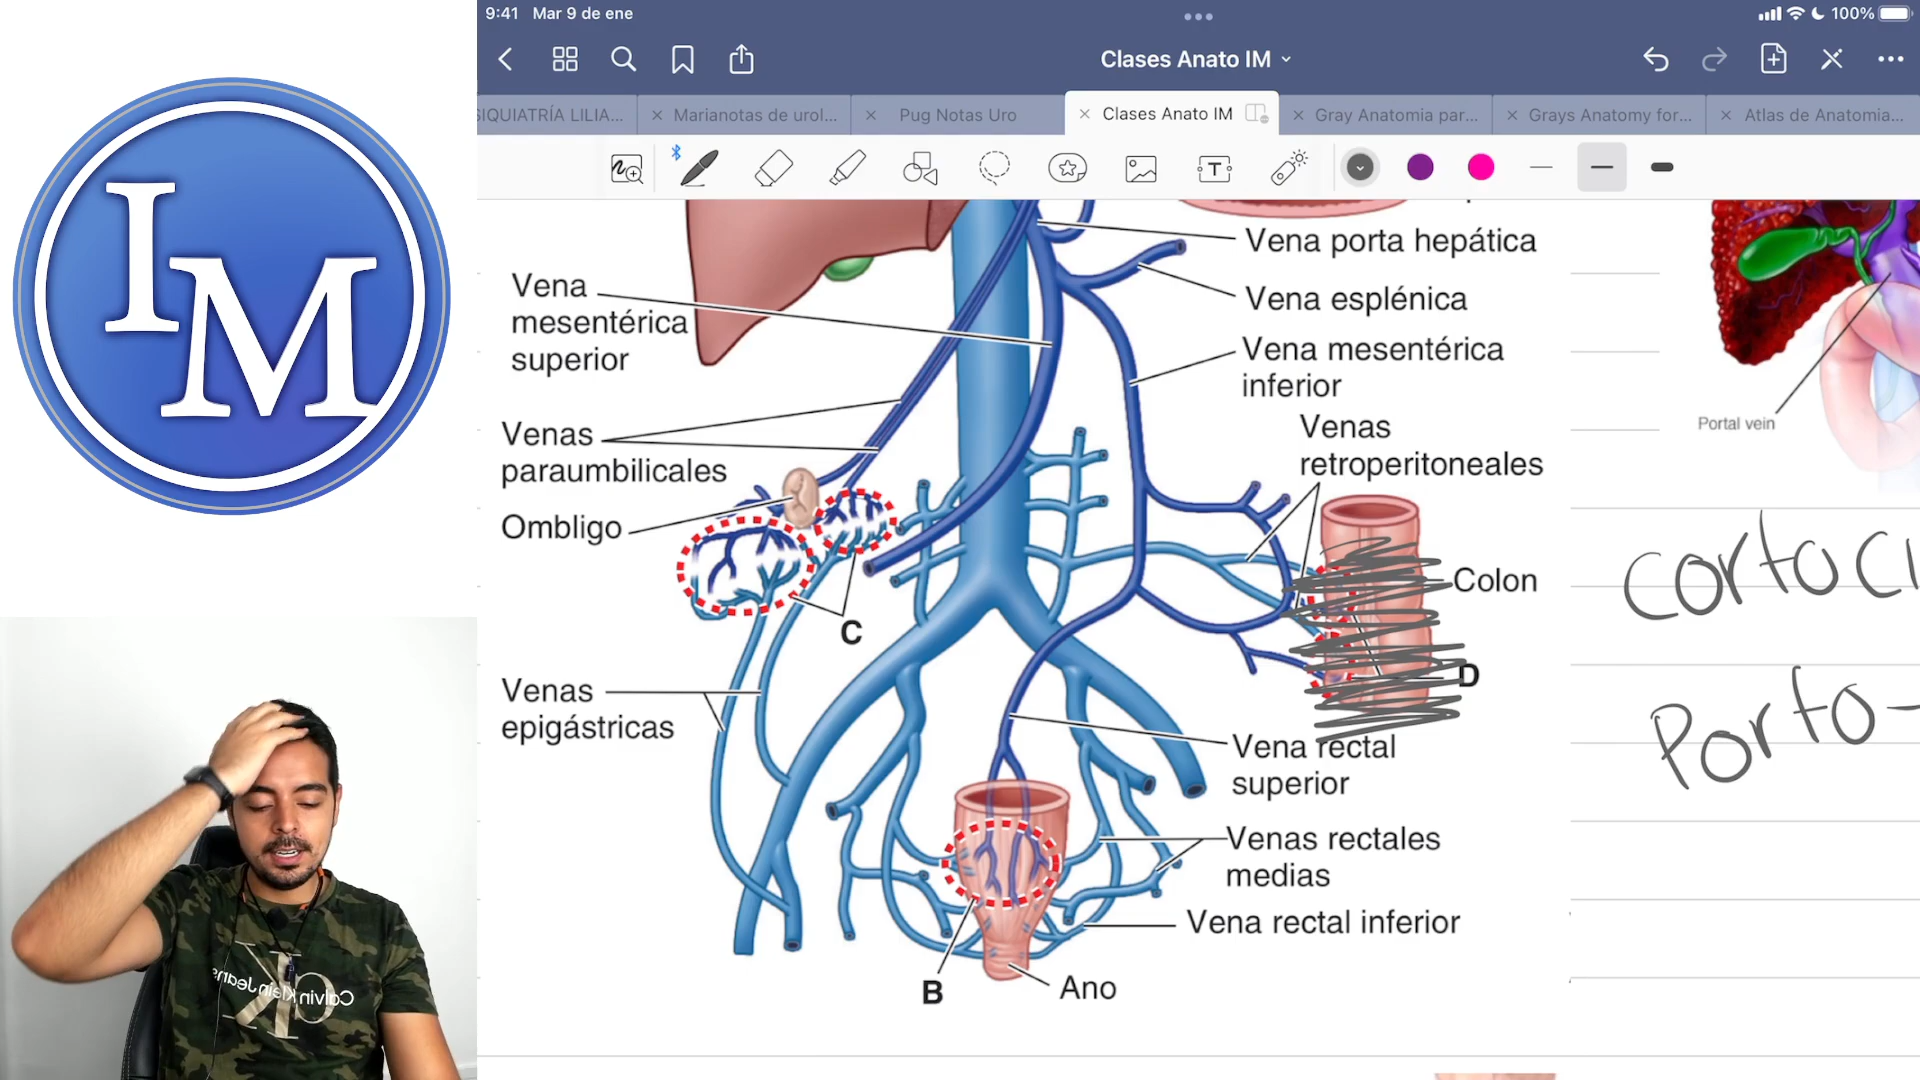 9:41 Mar 9 de ene
100%
Clases Anato IM
SIQUIATRÍA LILIA...
Marianotas de urol...
Pug Notas Uro
Clases Anato IM
Gray Anatomia par...
Grays Anatomy for...
Atlas de Anatomia...
T
IM
Vena porta hepática
Vena
mesentérica
superior
Vena esplénica
Vena mesentérica
inferior
Venas
retroperitoneales
Venas
paraumbilicales
Ombligo
Portal vein
Colon
C
D
Venas
epigástricas
Vena rectal
superior
Venas rectales
medias
Vena rectal inferior
B
Ano
Corto ci
Porto-
Calvin Klein Jeans